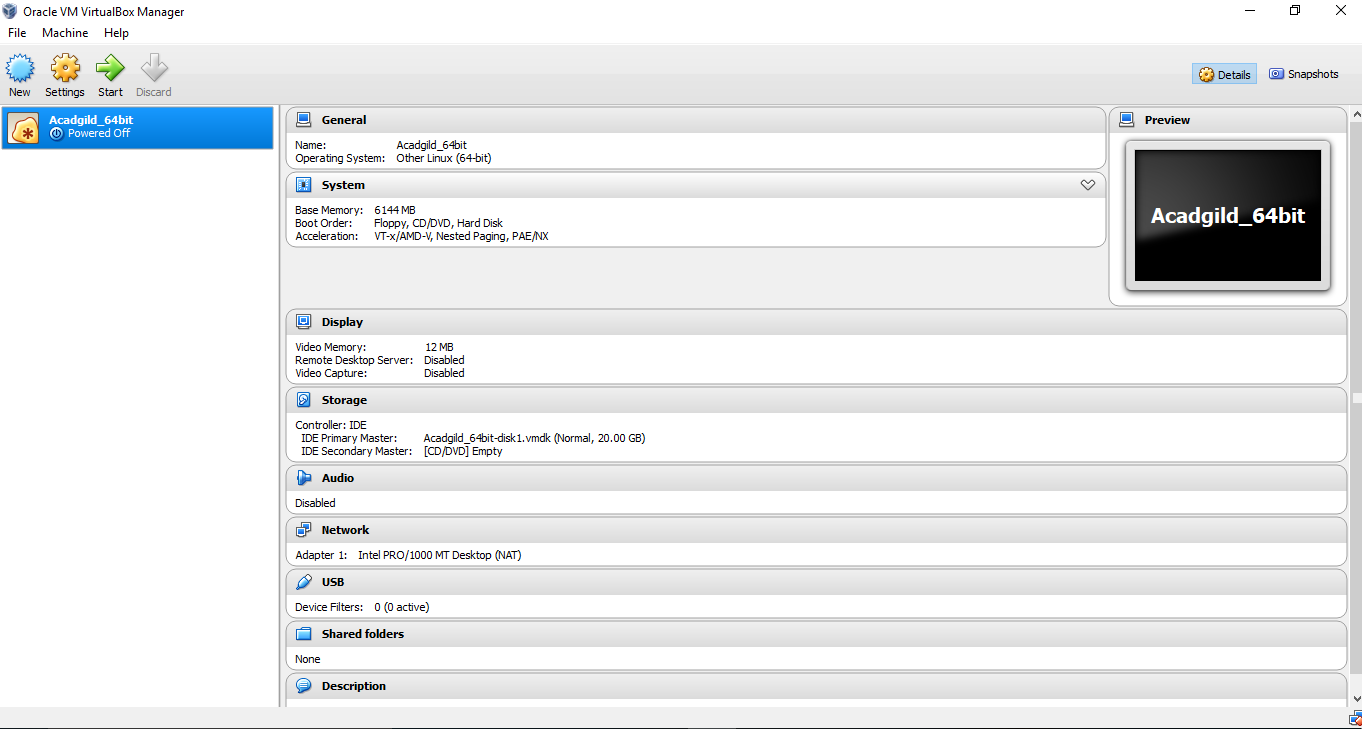 Oracle VM VirtualBox Manager
File Machine Help
New Settings Start Discard
Details Snapshots
Acadgild_64bit
Powered Off
General
Name: Acadgild_64bit
Operating System: Other Linux (64-bit)
System
Base Memory: 6144 MB
Boot Order: Floppy, CD/DVD, Hard Disk
Acceleration: VT-x/AMD-V, Nested Paging, PAE/NX
Preview
Acadgild_64bit
Display
Video Memory: 12 MB
Remote Desktop Server: Disabled
Video Capture: Disabled
Storage
Controller: IDE
IDE Primary Master: Acadgild_64bit-disk1.vmdk (Normal, 20.00 GB)
IDE Secondary Master: [CD/DVD] Empty
Audio
Disabled
Network
Adapter 1: Intel PRO/1000 MT Desktop (NAT)
USB
Device Filters: 0 (0 active)
Shared folders
None
Description